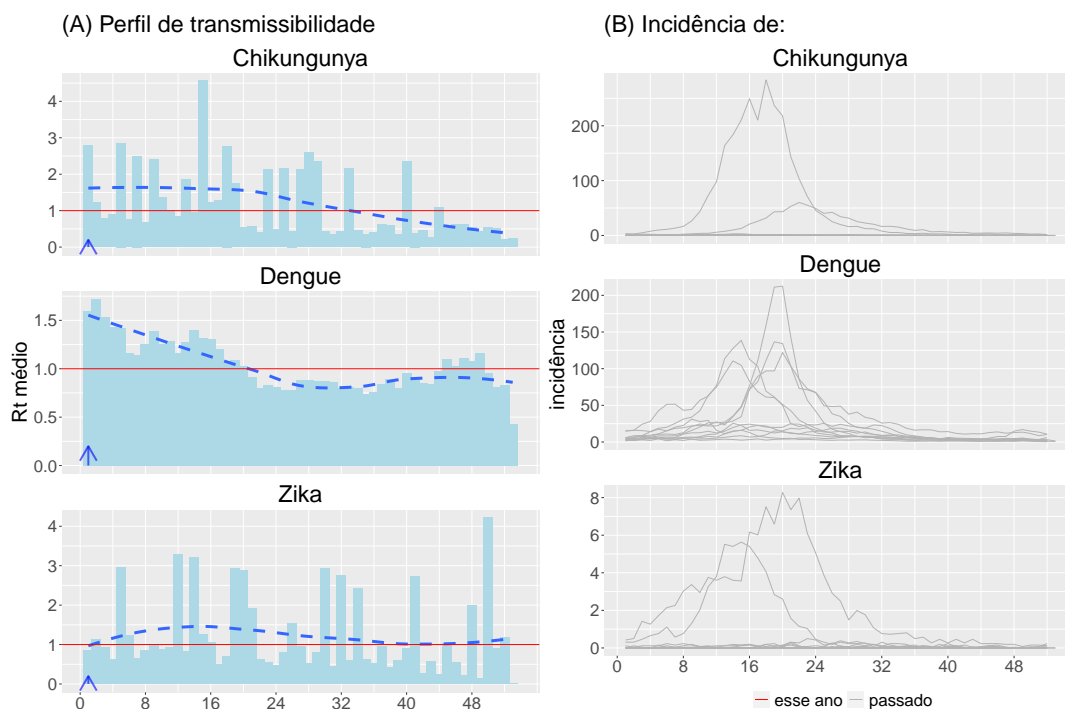 (A) Perfil de transmissibilidade
Chikungunya
4
3
2
1
0
Dengue
1.5
1.0
0.5
0.0
Rt médio
Zika
4
3
2
1
0
0 8 16 24 32 40 48
(B) Incidência de:
Chikungunya
200
100
0
Dengue
200
150
100
50
0
incidência
Zika
8
6
4
2
0
0 8 16 24 32 40 48
esse ano passado